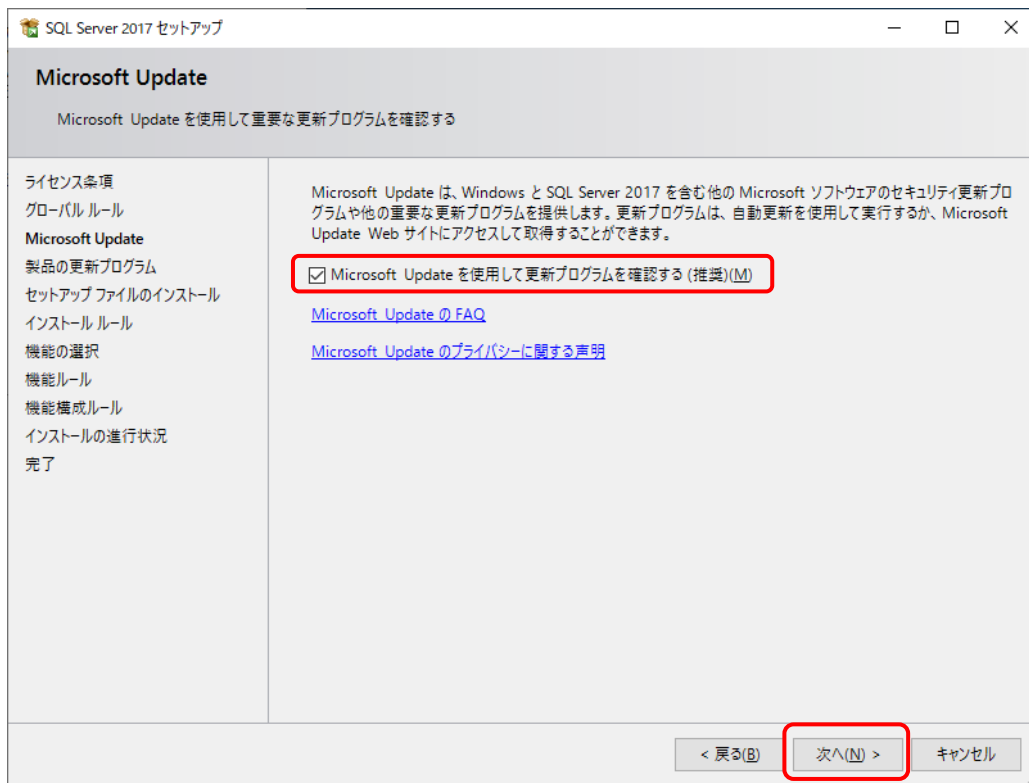 SQL Server 2017 セットアップ
Microsoft Update
Microsoft Update を使用して重要な更新プログラムを確認する
ライセンス条項
グローバル ルール
Microsoft Update
製品の更新プログラム
セットアップ ファイルのインストール
インストール ルール
機能の選択
機能ルール
機能構成ルール
インストールの進行状況
完了
Microsoft Update は、Windows と SQL Server 2017 を含む他の Microsoft ソフトウェアのセキュリティ更新プロ
グラムや他の重要な更新プログラムを提供します。更新プログラムは、自動更新を使用して実行するか、Microsoft
Update Web サイトにアクセスして取得することができます。
Microsoft Update を使用して更新プログラムを確認する (推奨)(M)
Microsoft Update の FAQ
Microsoft Update のプライバシーに関する声明
< 戻る(B)
次へ(N) >
キャンセル